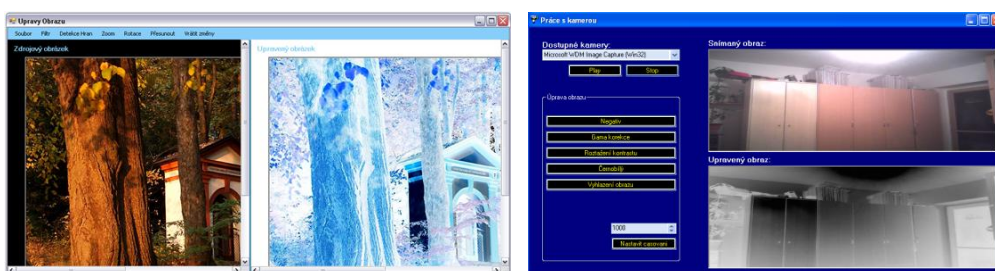 Upravy Obrazu
Soubor Filtr Detekce Hran Zoom Rotace Přesunout Vrátit změny
Zdrojový obrázek
Upravený obrázek
Práce s kamerou
Dostupné kamery:
Microsoft WDM Image Capture (Win32)
Play Stop
Úprava obrazu
Negativ
Gama korekce
Roztažení kontrastu
Černobílý
Vyhlazení obrazu
1000
Nastavit casovani
Snímaný obraz:
Upravený obraz: